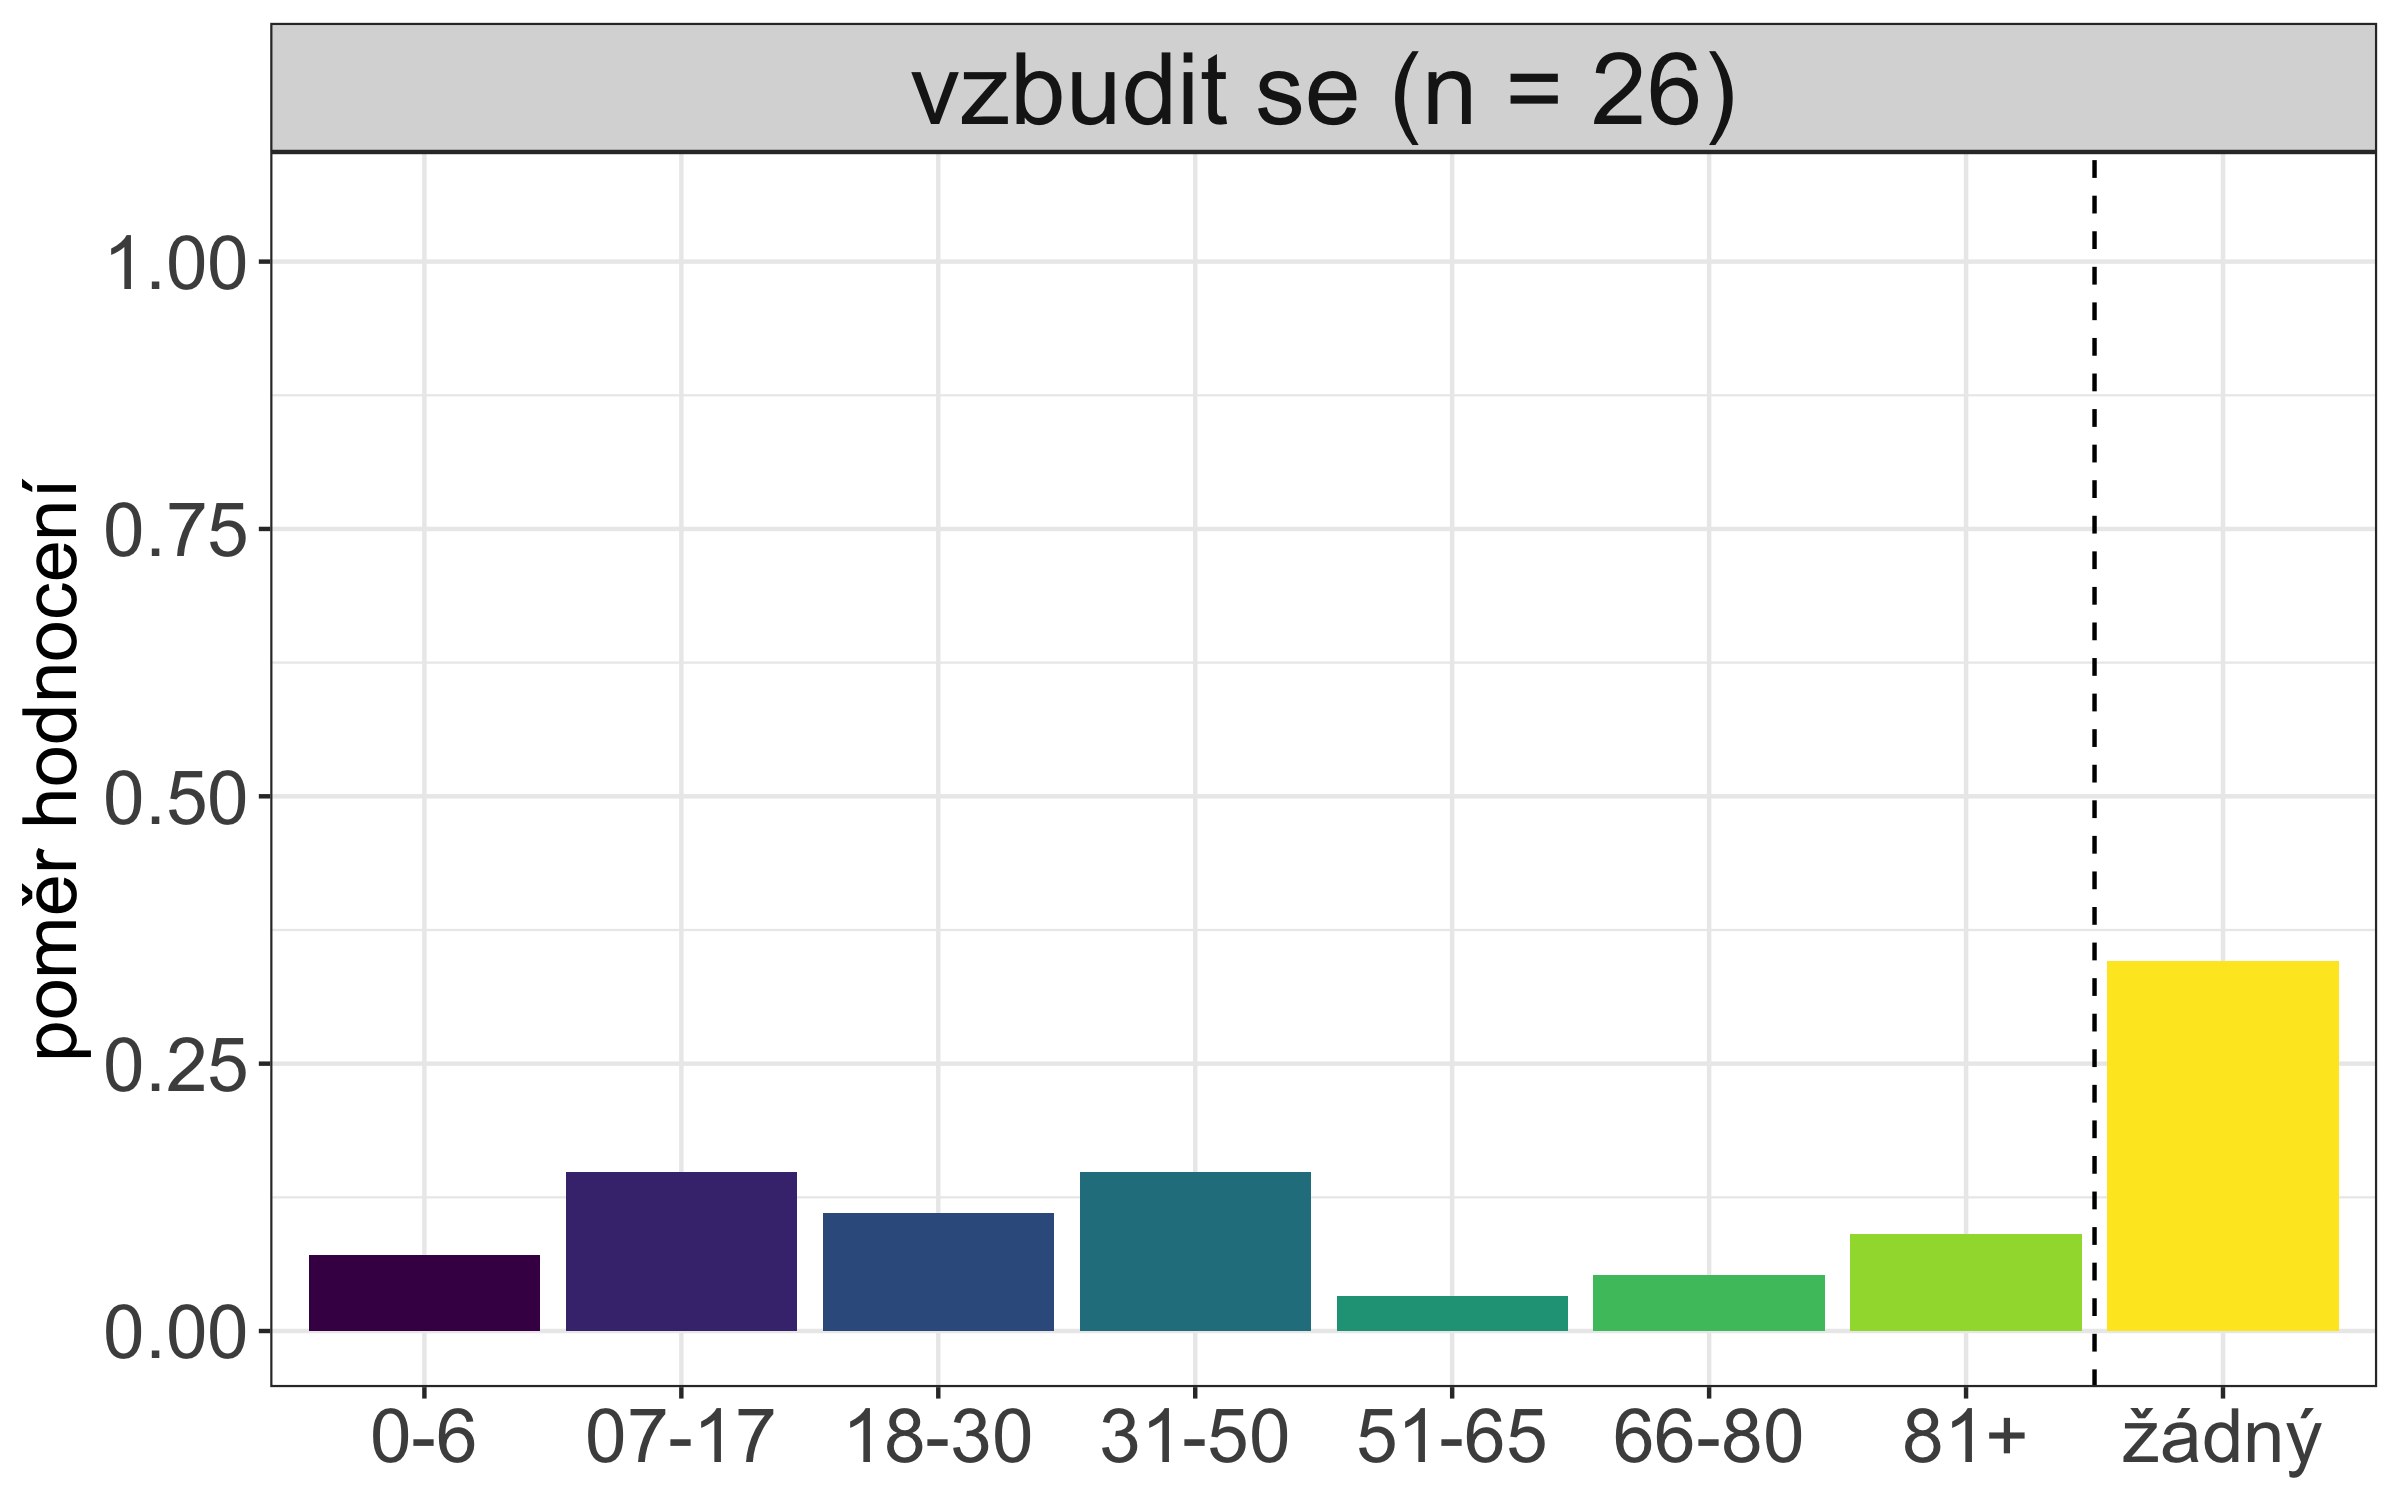 vzbudit se (n = 26)
poměr hodnocení
1.00
0.75
0.50
0.25
0.00
0-6 07-17 18-30 31-50 51-65 66-80 81+ žádný